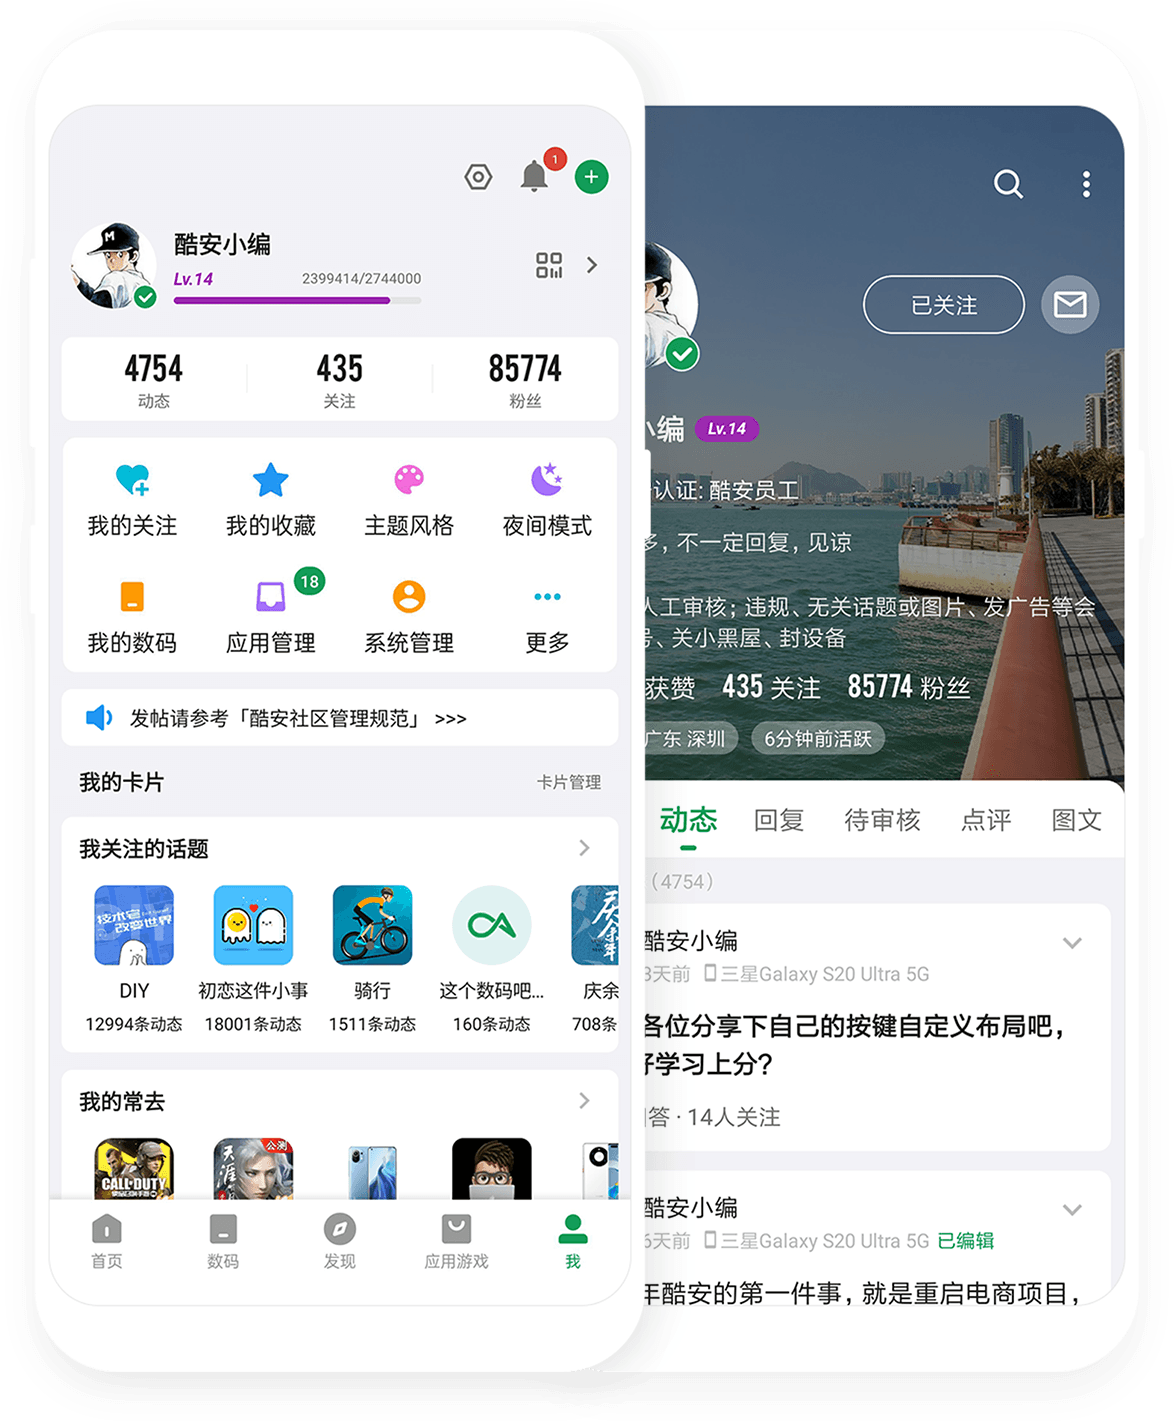 1
酷安小编
Lv.14
2399414/2744000
4754
435
85774
动态
关注
粉丝
我的关注
我的收藏
主题风格
夜间模式
18
我的数码
应用管理
系统管理
更多
发帖请参考「酷安社区管理规范」 >>>
我的卡片
卡片管理
我关注的话题
技术宅
改变世界
DIY
初恋这件小事
骑行
这个数码吧...
庆余
12994条动态
18001条动态
1511条动态
160条动态
708条
我的常去
CALL·DUTY
公测
天涯
首页
数码
发现
应用游戏
我
已关注
小编
Lv.14
认证: 酷安员工
多，不一定回复，见谅
人工审核；违规、无关话题或图片、发广告等会
号、关小黑屋、封设备
获赞
435 关注
85774 粉丝
广东 深圳
6分钟前活跃
动态
回复
待审核
点评
图文
（4754）
酷安小编
3天前
三星Galaxy S20 Ultra 5G
各位分享下自己的按键自定义布局吧，
好学习上分?
答 · 14人关注
酷安小编
6天前
三星Galaxy S20 Ultra 5G 已编辑
年酷安的第一件事，就是重启电商项目，